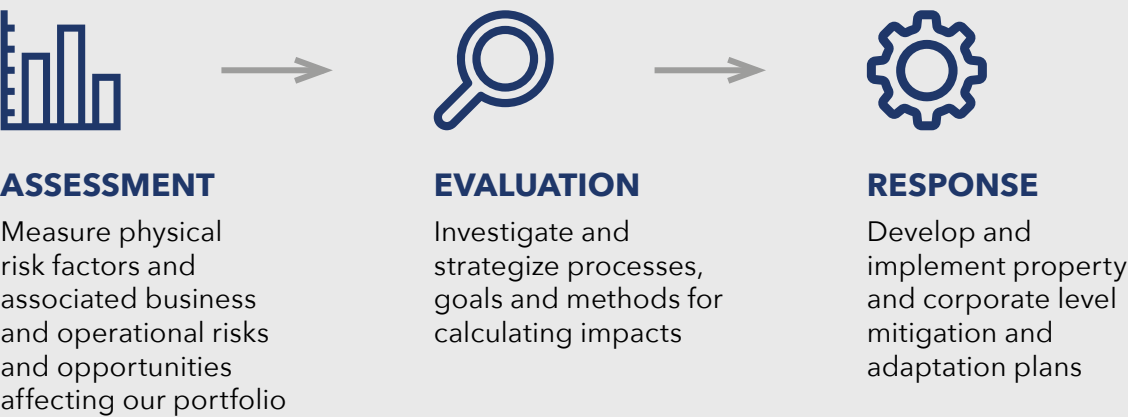 ASSESSMENT
Measure physical
risk factors and
associated business
and operational risks
and opportunities
affecting our portfolio
EVALUATION
Investigate and
strategize processes,
goals and methods for
calculating impacts
RESPONSE
Develop and
implement property
and corporate level
mitigation and
adaptation plans